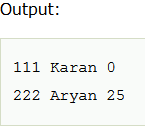 Output:
111 Karan 0
222 Aryan 25